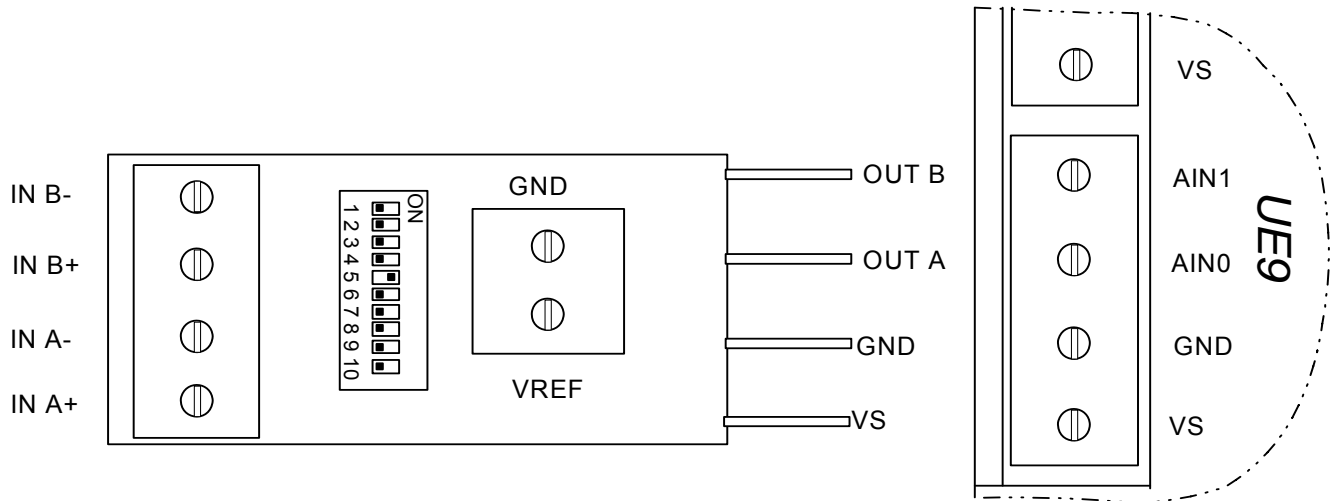 IN B-
IN B+
IN A-
IN A+
ON
1
2
3
4
5
6
7
8
9
10
GND
VREF
OUT B
OUT A
GND
VS
VS
AIN1
AIN0
GND
VS
UE9